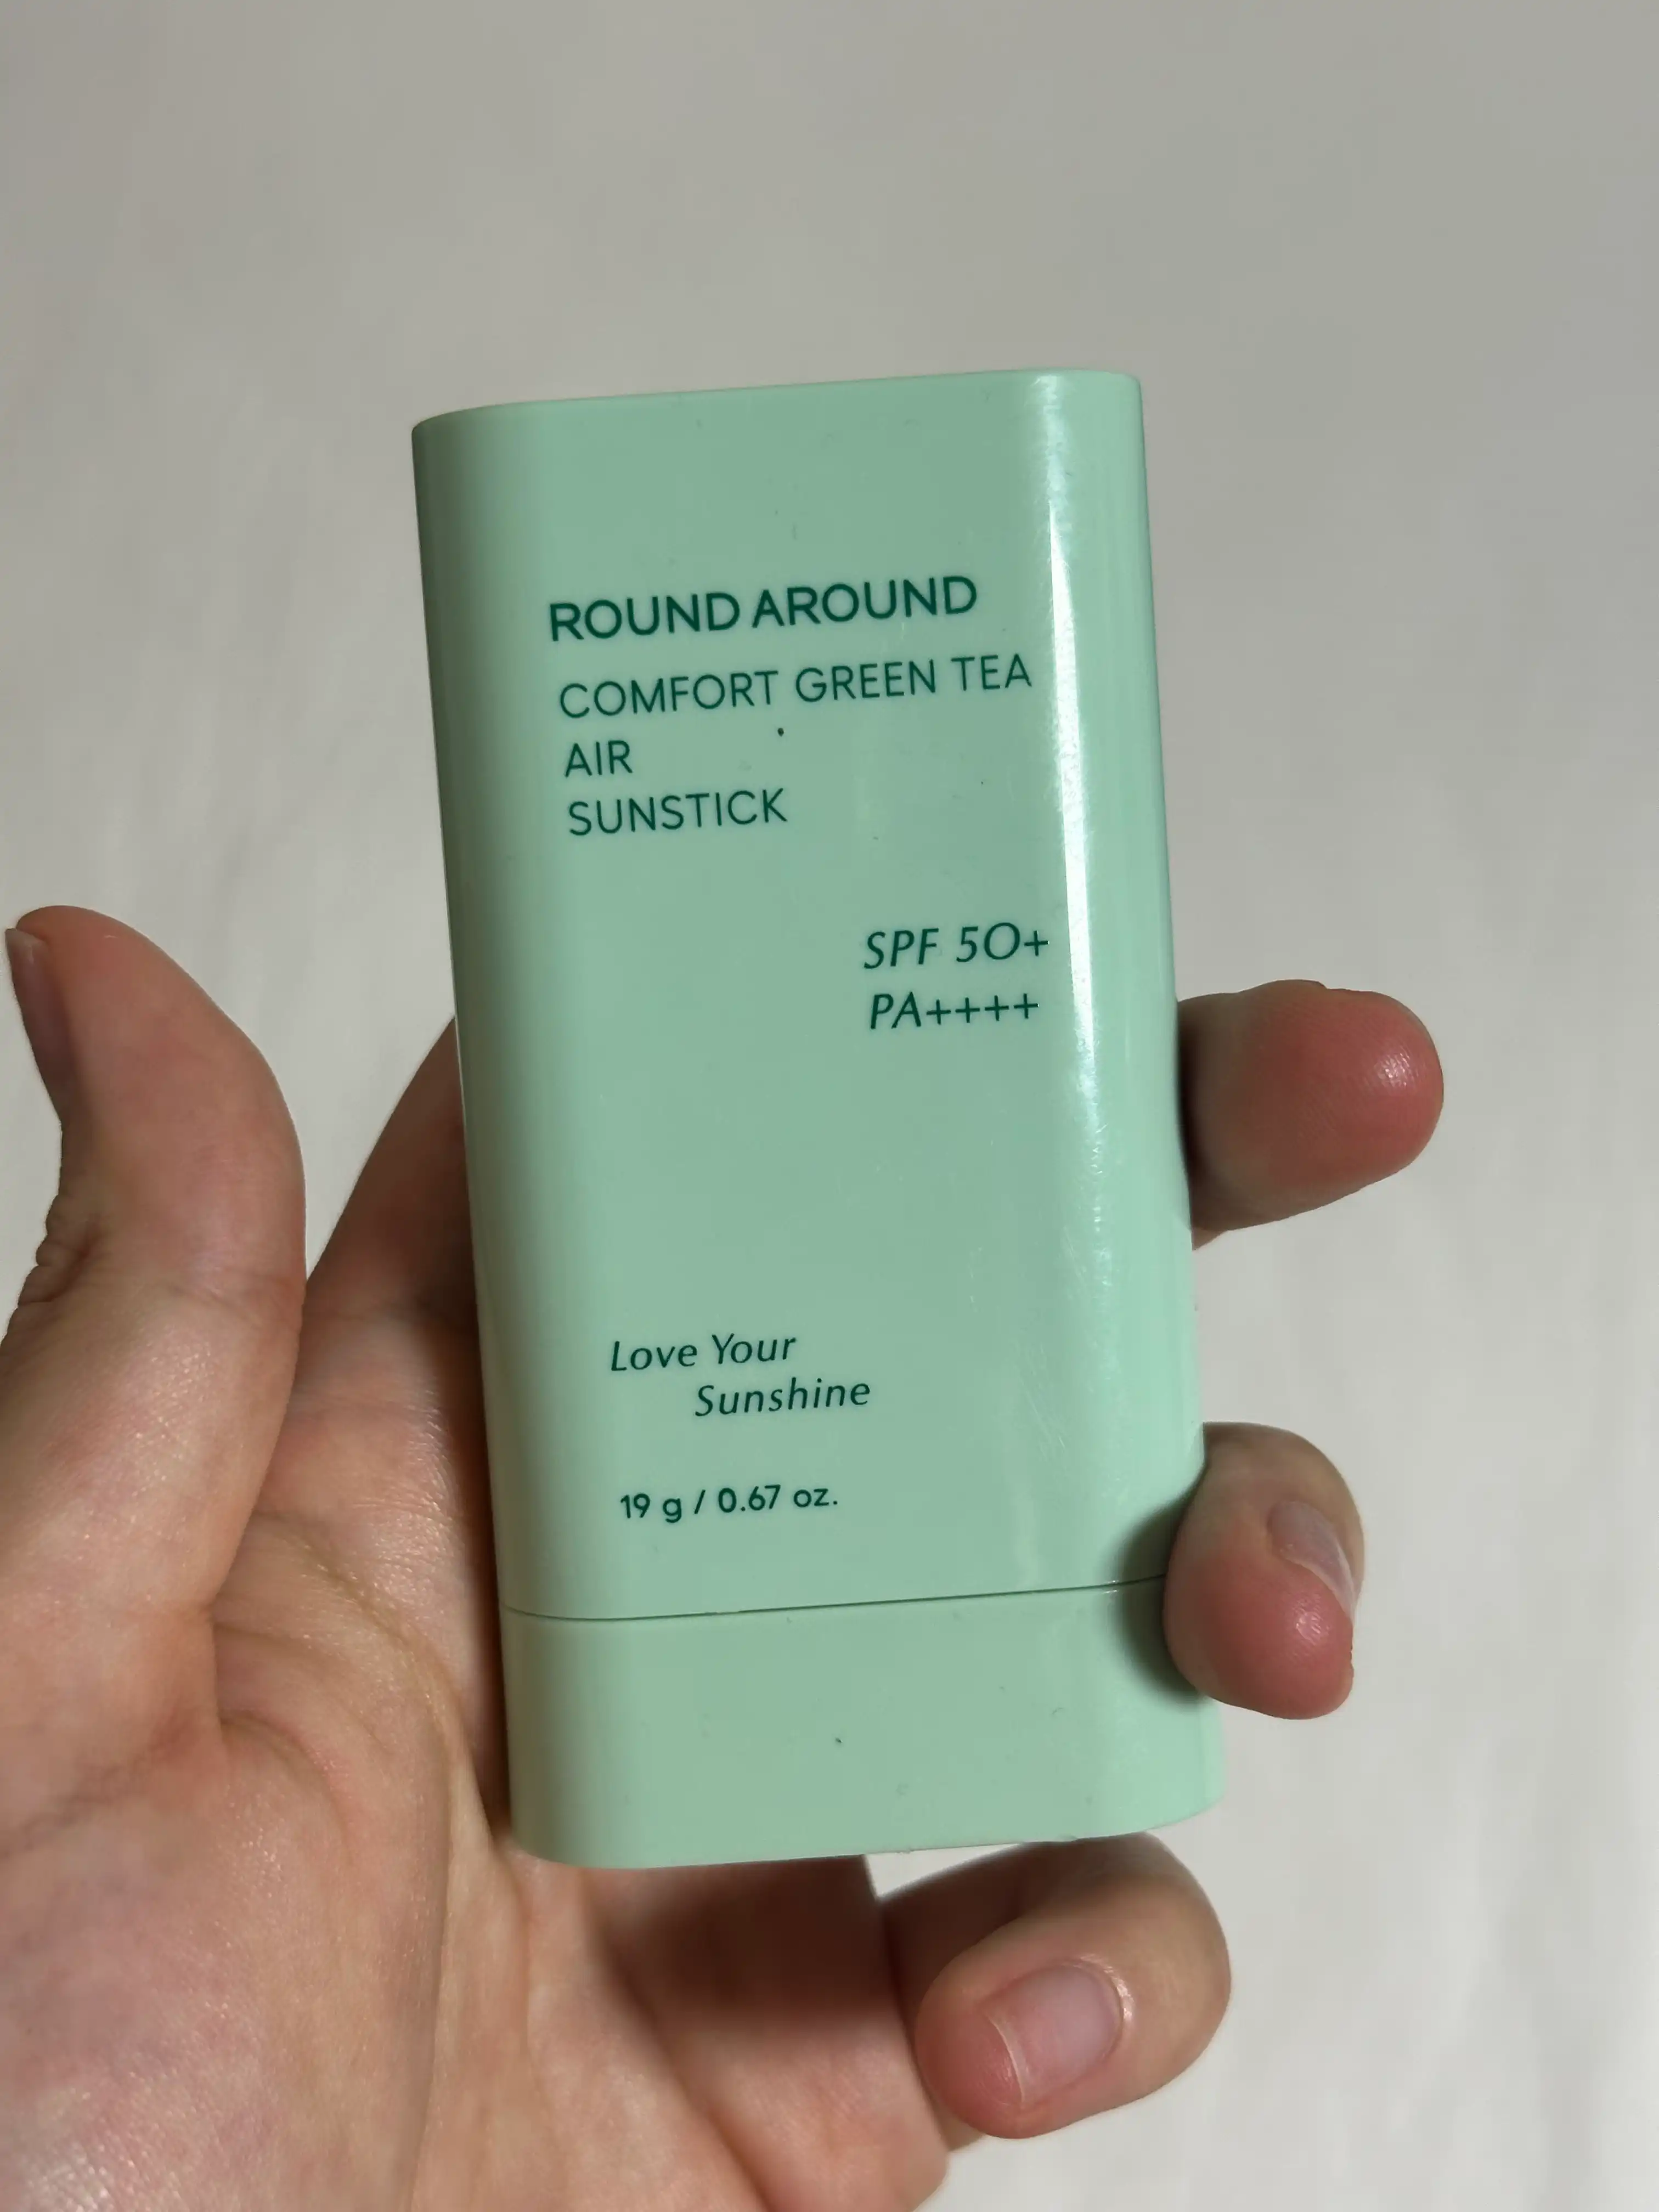 ROUND AROUND
COMFORT GREEN TEA
AIR
SUNSTICK
SPF 50+
PA++++
Love Your
Sunshine
19 g / 0.67 oz.